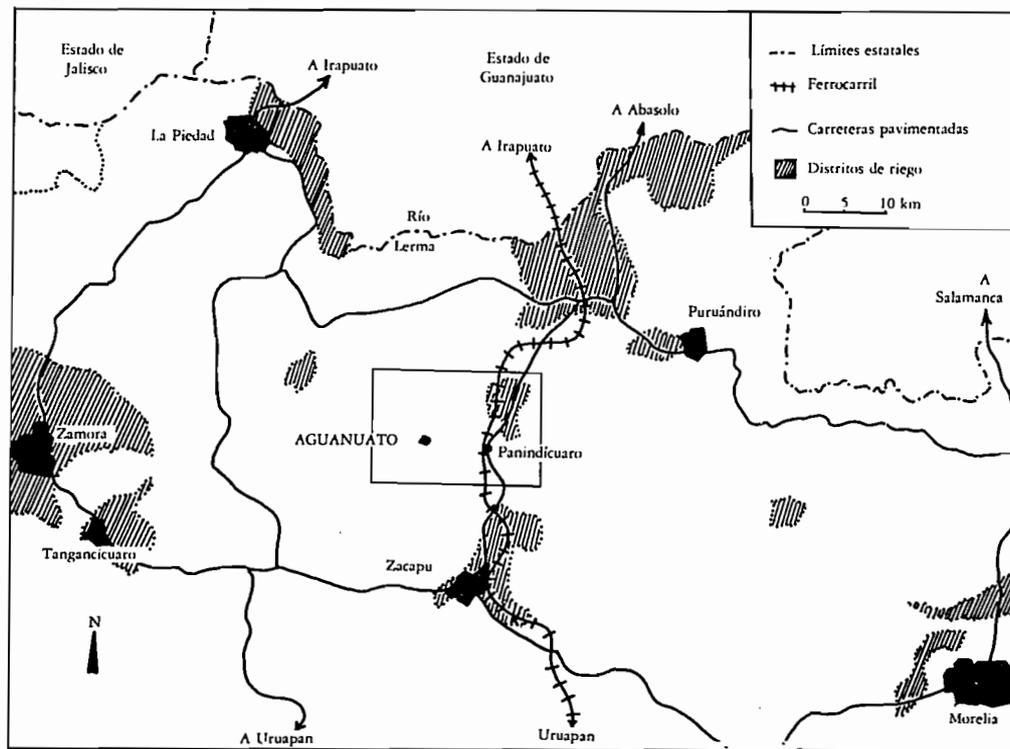 Estado de
Jalisco
A Irapuato
Estado de
Guanajuato
A Abasolo
La Piedad
A Irapuato
Río
Lerma
Límites estatales
Ferrocarril
Carreteras pavimentadas
Distritos de riego
0 5 10 km
A
Salamanca
Puruándiro
Zamora
AGUANUATO
Panindícuaro
Tangancícuaro
Zacapu
N
A Uruapan
Uruapan
Morelia